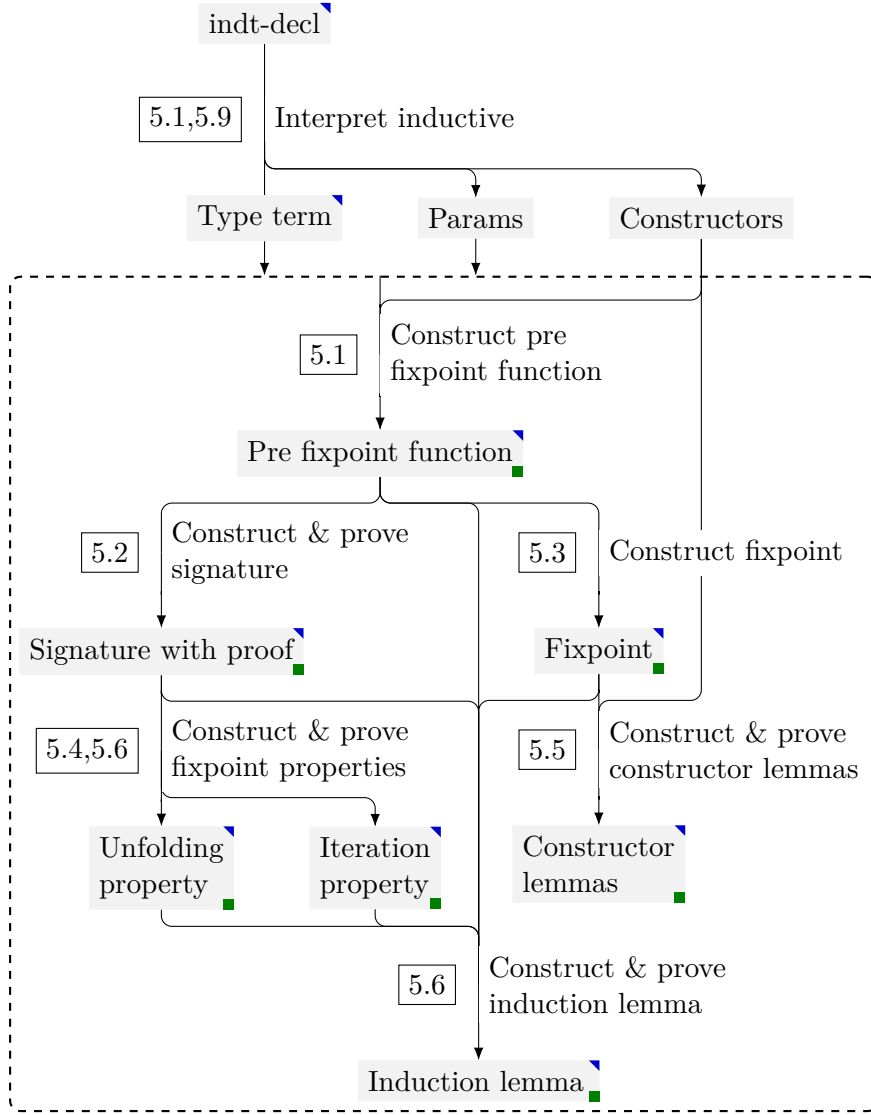 indt-decl
5.1,5.9
Interpret inductive
Type term
Params
Constructors
5.1
Construct pre
fixpoint function
Pre fixpoint function
5.2
Construct & prove
signature
5.3
Construct fixpoint
Signature with proof
Fixpoint
5.4,5.6
Construct & prove
fixpoint properties
5.5
Construct & prove
constructor lemmas
Unfolding
property
Iteration
property
Constructor
lemmas
5.6
Construct & prove
induction lemma
Induction lemma